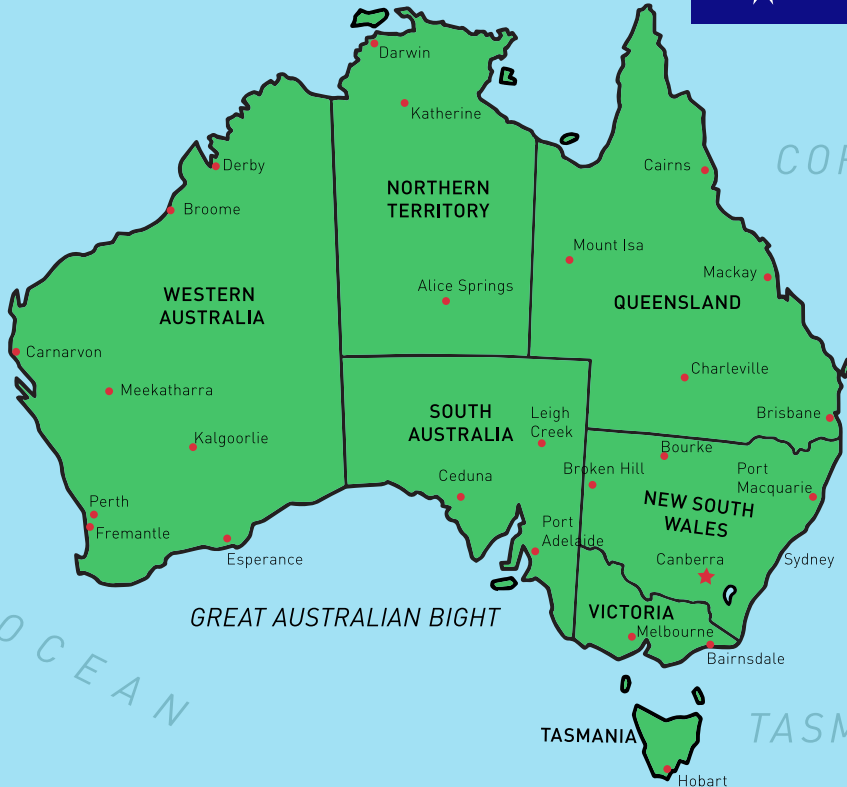 Darwin
Katherine
Derby
Broome
NORTHERN
TERRITORY
Cairns
COR
Mount Isa
Mackay
Alice Springs
WESTERN
AUSTRALIA
QUEENSLAND
Carnarvon
Meekatharra
Charleville
Kalgoorlie
SOUTH
AUSTRALIA
Leigh
Creek
Brisbane
Bourke
Broken Hill
Port
Macquarie
Ceduna
NEW SOUTH
WALES
Perth
Fremantle
Esperance
Port
Adelaide
Canberra
Sydney
GREAT AUSTRALIAN BIGHT
VICTORIA
Melbourne
Bairnsdale
OCEAN
TASMANIA
TASM
Hobart